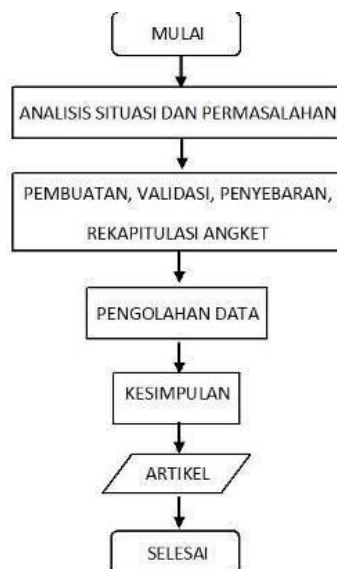 MULAI
ANALISIS SITUASI DAN PERMASALAHAN
PEMBUATAN, VALIDASI, PENYEBARAN,
REKAPITULASI ANGKET
PENGOLAHAN DATA
KESIMPULAN
ARTIKEL
SELESAI